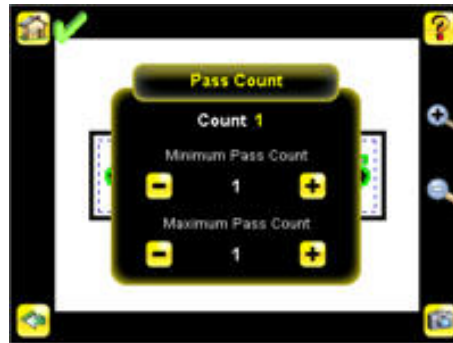 Pass Count
Count 1
Minimum Pass Count
- 1 +
Maximum Pass Count
- 1 +